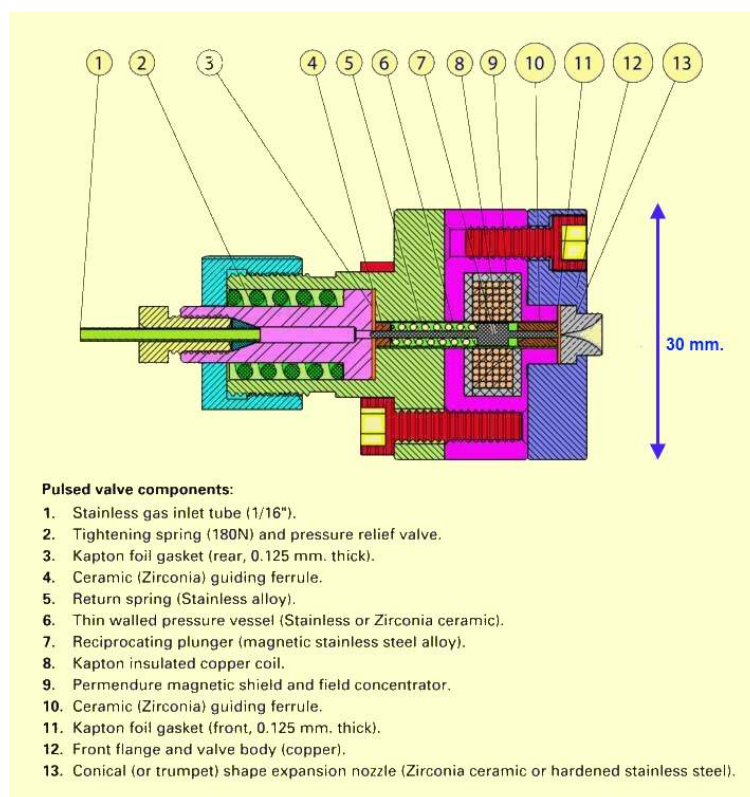 1 2 3 4 5 6 7 8 9 10 11 12 13
30 mm.
Pulsed valve components:
1. Stainless gas inlet tube (1/16").
2. Tightening spring (180N) and pressure relief valve.
3. Kapton foil gasket (rear, 0.125 mm. thick).
4. Ceramic (Zirconia) guiding ferrule.
5. Return spring (Stainless alloy).
6. Thin walled pressure vessel (Stainless or Zirconia ceramic).
7. Reciprocating plunger (magnetic stainless steel alloy).
8. Kapton insulated copper coil.
9. Permendure magnetic shield and field concentrator.
10. Ceramic (Zirconia) guiding ferrule.
11. Kapton foil gasket (front, 0.125 mm. thick).
12. Front flange and valve body (copper).
13. Conical (or trumpet) shape expansion nozzle (Zirconia ceramic or hardened stainless steel).